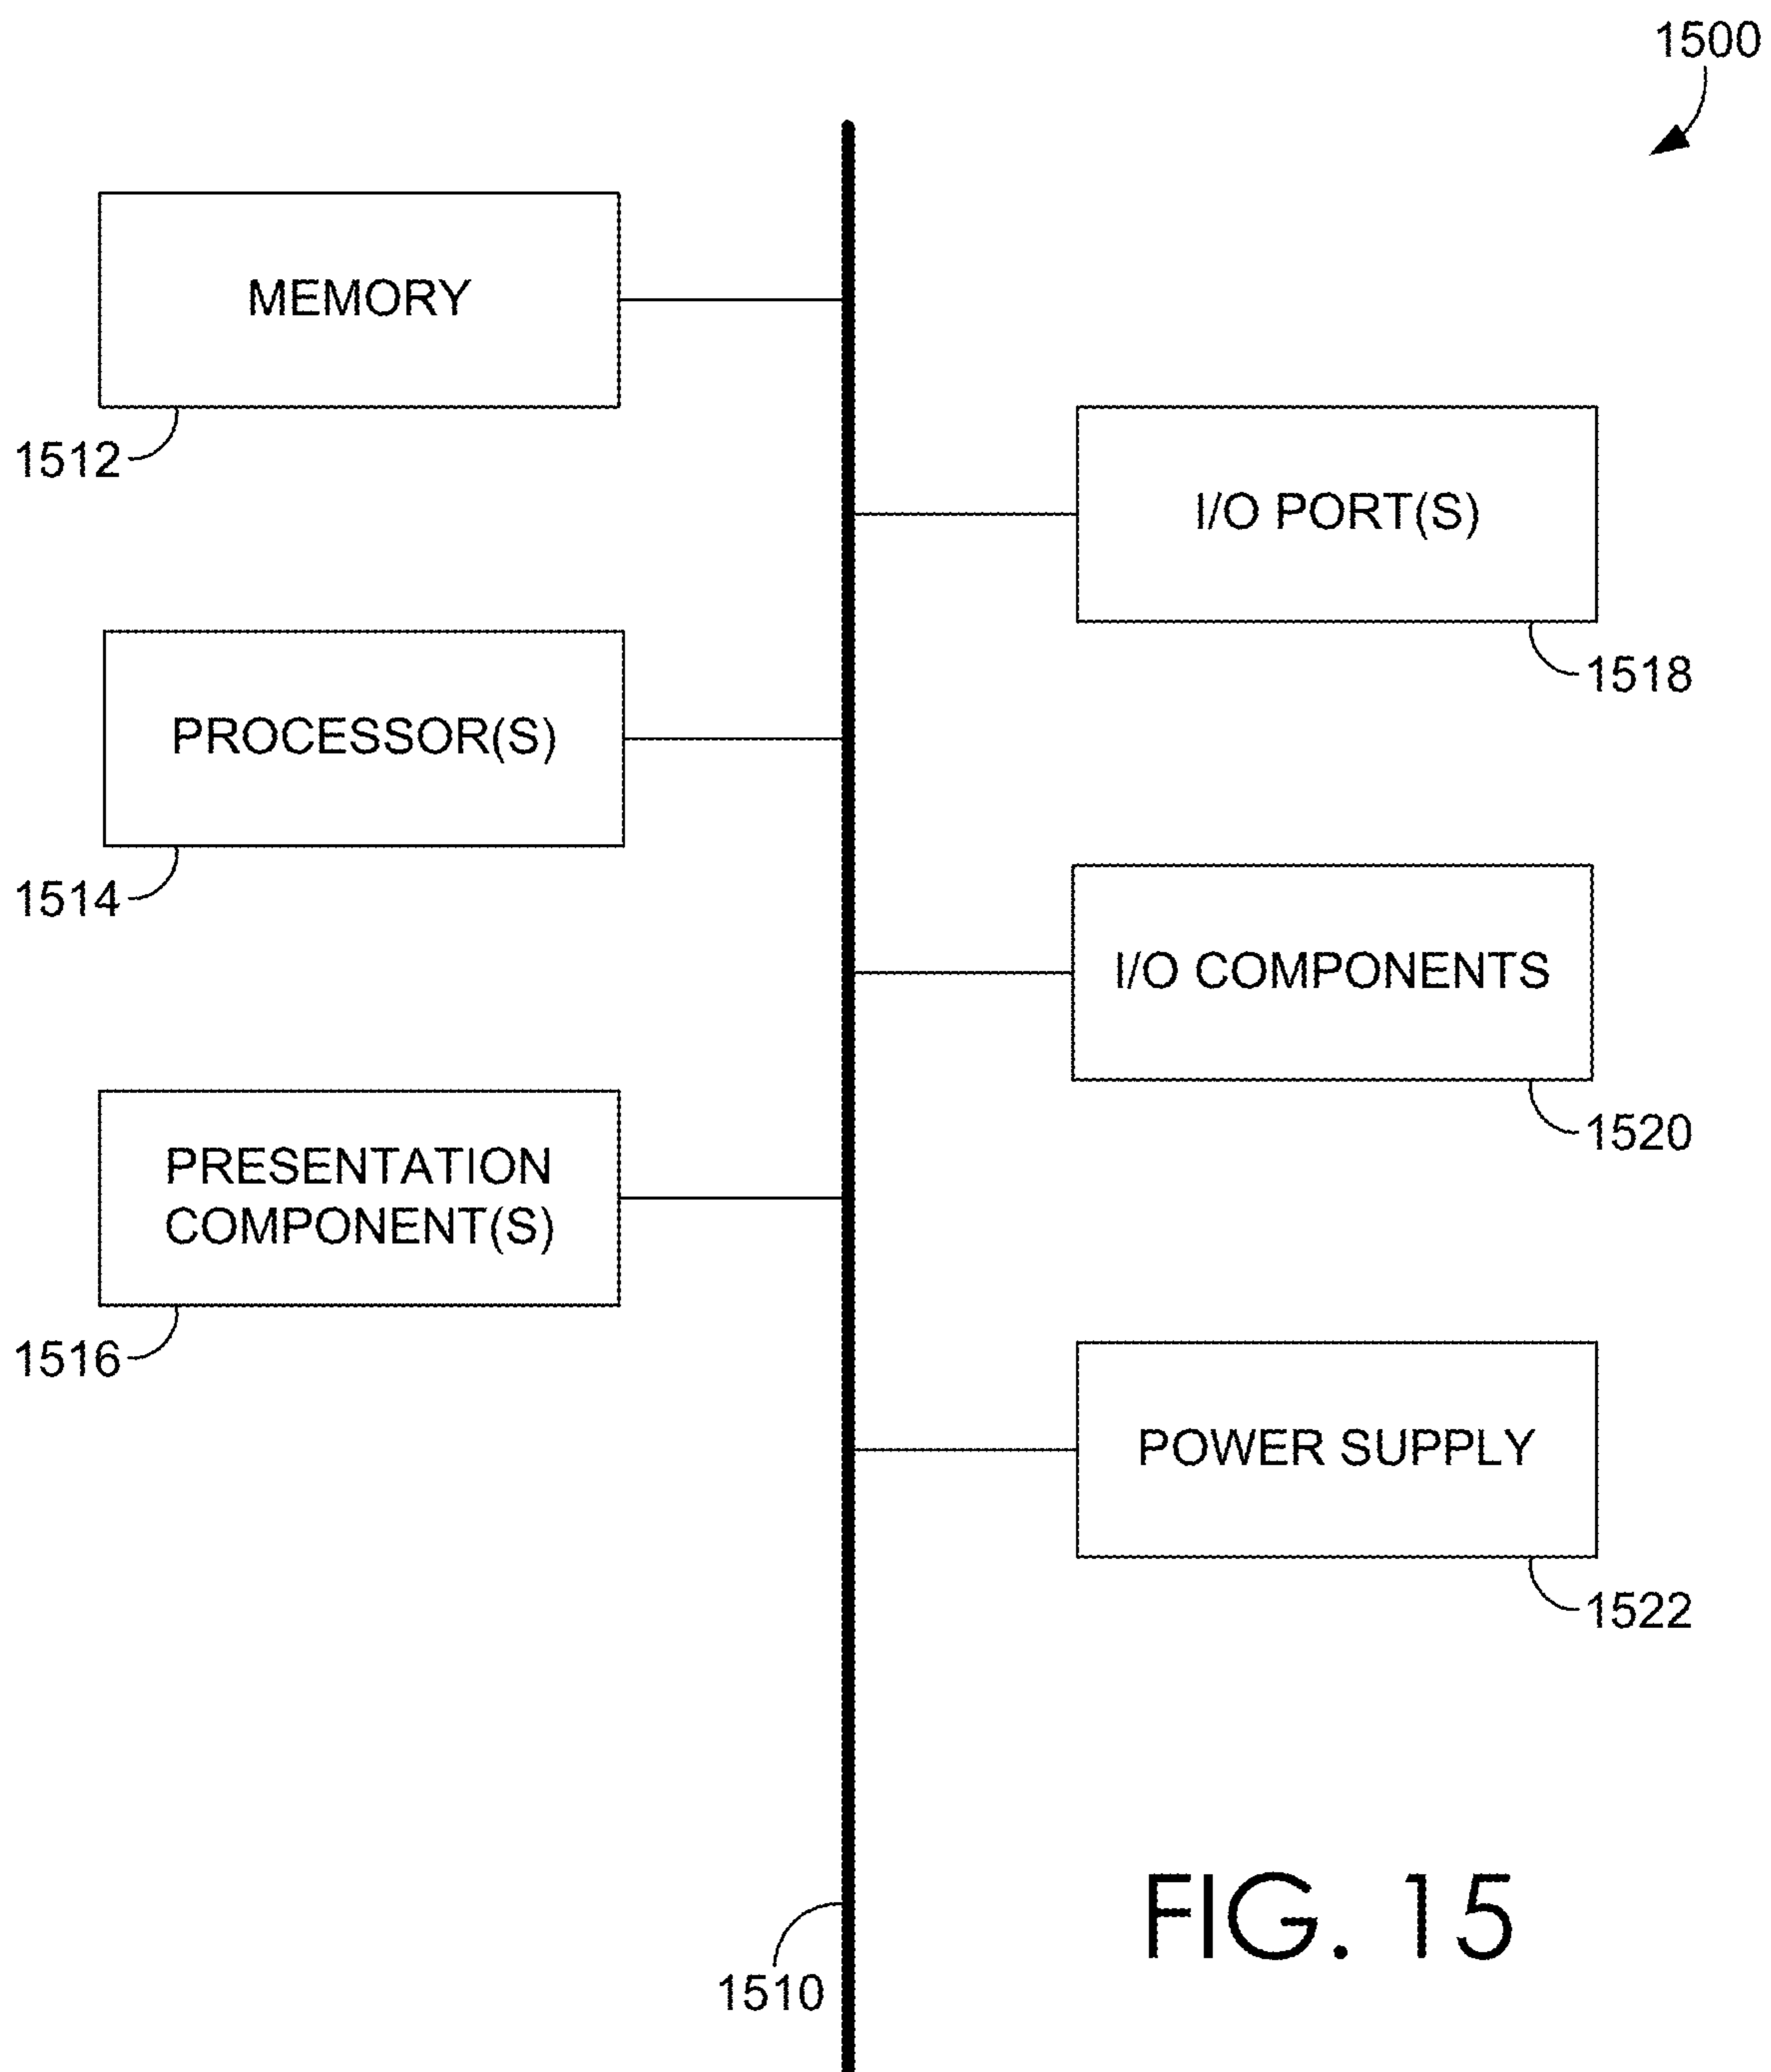 1500
MEMORY
1512
I/O PORT(S)
1518
PROCESSOR(S)
1514
I/O COMPONENTS
1520
PRESENTATION
COMPONENT(S)
1516
POWER SUPPLY
1522
FIG. 15
1510